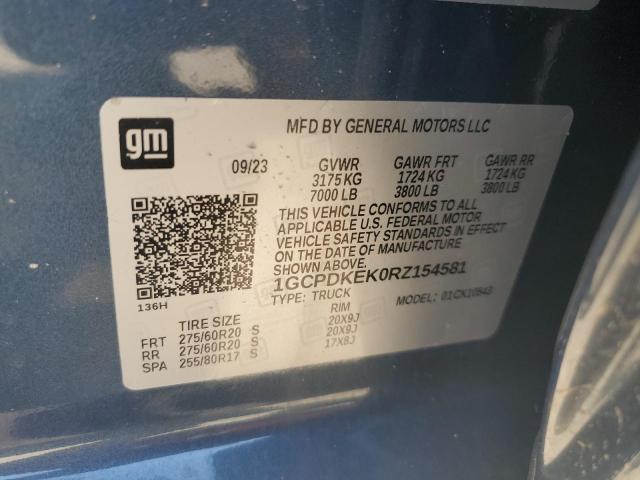 gm
MFD BY GENERAL MOTORS LLC
09/23 GVWR GAWR FRT GAWR RR
3175 KG 1724 KG 1724 KG
7000 LB 3800 LB 3800 LB
THIS VEHICLE CONFORMS TO ALL
APPLICABLE U.S. FEDERAL MOTOR
VEHICLE SAFETY STANDARDS IN EFFECT
ON THE DATE OF MANUFACTURE
SHOWN ABOVE.
1GCPDKEK0RZ154581
TYPE: TRUCK MODEL: 01CK10543
136H
TIRE SIZE RIM
FRT 275/60R20 S 20X9J
RR 275/60R20 S 20X9J
SPA 255/80R17 S 17X8J